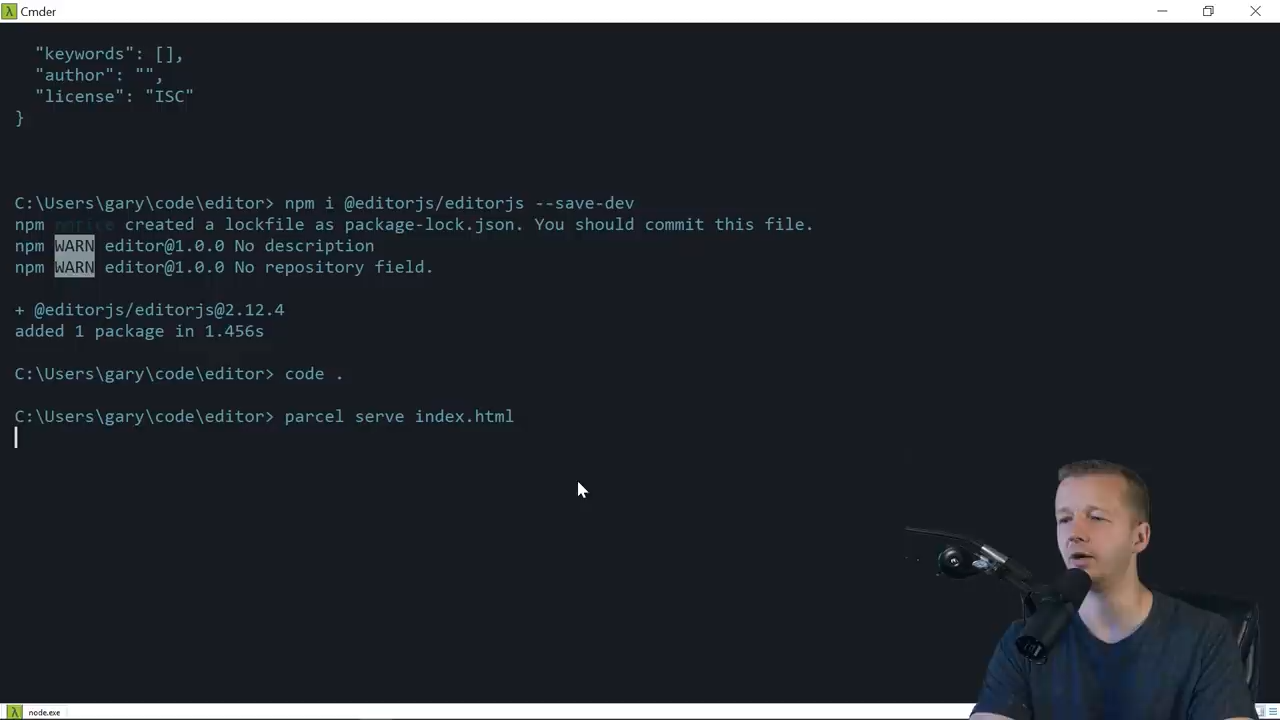 Cmder
"keywords": [],
"author": "",
"license": "ISC"
}
C:\Users\gary\code\editor> npm i @editorjs/editorjs --save-dev
npm notice created a lockfile as package-lock.json. You should commit this file.
npm WARN editor@1.0.0 No description
npm WARN editor@1.0.0 No repository field.
+ @editorjs/editorjs@2.12.4
added 1 package in 1.456s
C:\Users\gary\code\editor> code .
C:\Users\gary\code\editor> parcel serve index.html
node.exe